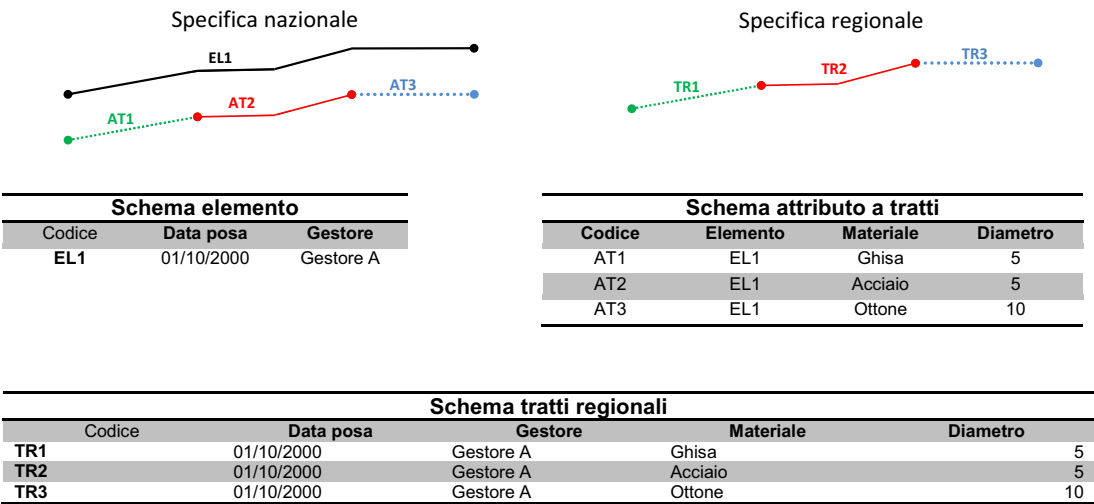 Specifica nazionale
Specifica regionale
EL1
AT1
AT2
AT3
TR1
TR2
TR3
Schema elemento
Codice Data posa Gestore
EL1 01/10/2000 Gestore A
Schema attributo a tratti
Codice Elemento Materiale Diametro
AT1 EL1 Ghisa 5
AT2 EL1 Acciaio 5
AT3 EL1 Ottone 10
Schema tratti regionali
Codice Data posa Gestore Materiale Diametro
TR1 01/10/2000 Gestore A Ghisa 5
TR2 01/10/2000 Gestore A Acciaio 5
TR3 01/10/2000 Gestore A Ottone 10